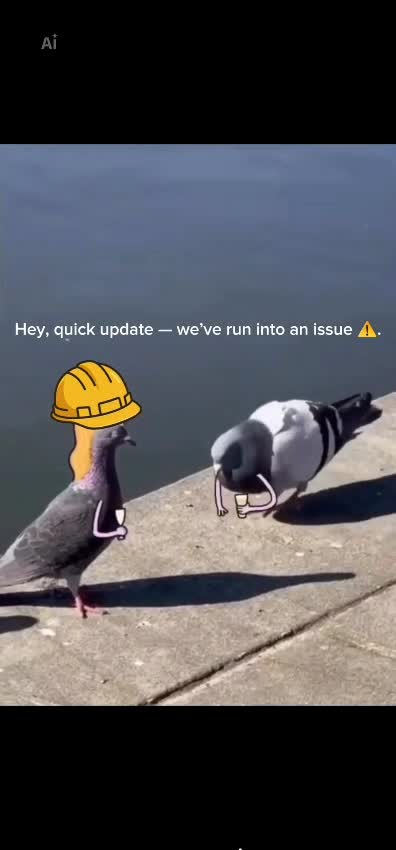 Ai
Hey, quick update — we’ve run into an issue ⚠️.